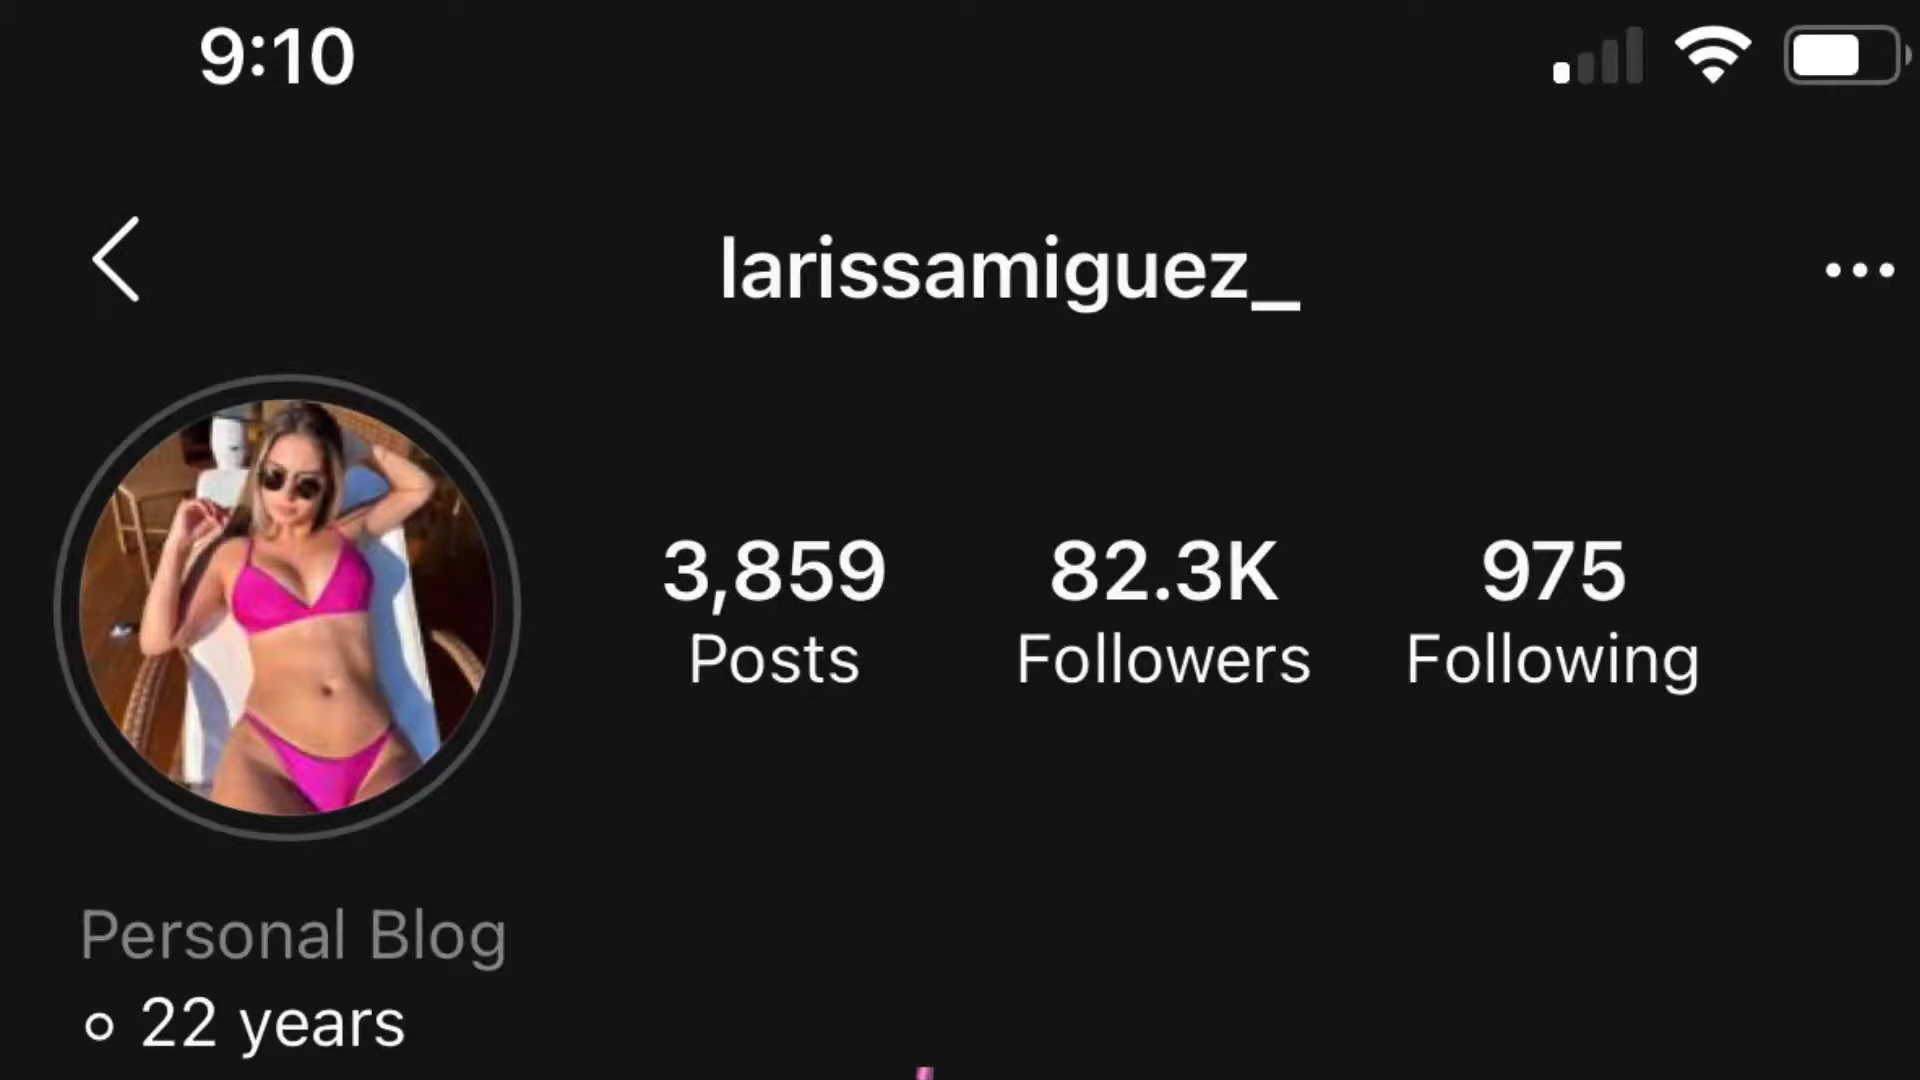 9:10
larissamiguez_
3,859 82.3K 975
Posts Followers Following
Personal Blog
○ 22 years